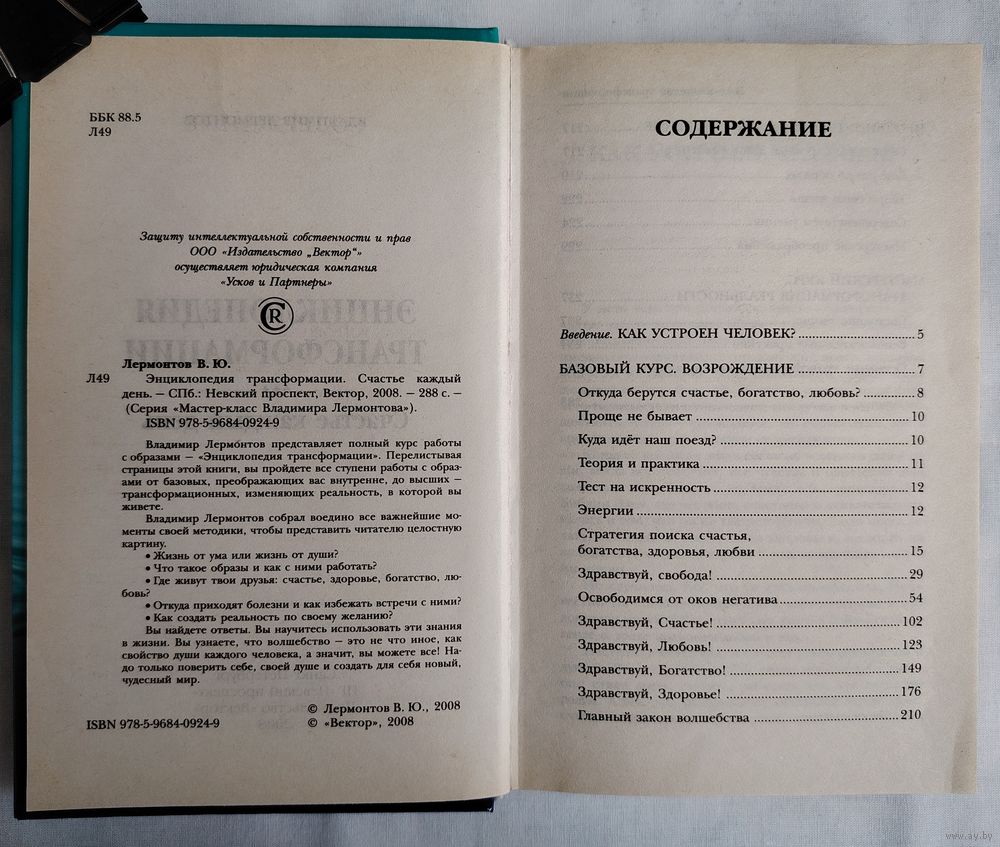 ББК 88.5
Л49
Защиту интеллектуальной собственности и прав
ООО «Издательство „Вектор“»
осуществляет юридическая компания
«Усков и Партнеры»
Лермонтов В. Ю.
Л49 Энциклопедия трансформации. Счастье каждый
день. — СПб.: Невский проспект, Вектор, 2008. — 288 с. —
(Серия «Мастер-класс Владимира Лермонтова»).
ISBN 978-5-9684-0924-9
Владимир Лермонтов представляет полный курс работы
с образами — «Энциклопедия трансформации». Перелистывая
страницы этой книги, вы пройдете все ступени работы с обра-
зами от базовых, преображающих вас внутренне, до высших —
трансформационных, изменяющих реальность, в которой вы
живете.
Владимир Лермонтов собрал воедино все важнейшие мо-
менты своей методики, чтобы представить читателю целостную
картину.
• Жизнь от ума или жизнь от души?
• Что такое образы и как с ними работать?
• Где живут твои друзья: счастье, здоровье, богатство, лю-
бовь?
• Откуда приходят болезни и как избежать встречи с ними?
• Как создать реальность по своему желанию?
Вы найдете ответы. Вы научитесь использовать эти знания
в жизни. Вы узнаете, что волшебство — это не что иное, как
свойство души каждого человека, а значит, вы можете все! На-
до только поверить себе, своей душе и создать для себя новый,
чудесный мир.
© Лермонтов В. Ю., 2008
ISBN 978-5-9684-0924-9 © «Вектор», 2008
СОДЕРЖАНИЕ
Введение. КАК УСТРОЕН ЧЕЛОВЕК? 5
БАЗОВЫЙ КУРС. ВОЗРОЖДЕНИЕ 7
Откуда берутся счастье, богатство, любовь? 8
Проще не бывает 10
Куда идёт наш поезд? 10
Теория и практика 11
Тест на искренность 12
Энергии 12
Стратегия поиска счастья,
богатства, здоровья, любви 15
Здравствуй, свобода! 29
Освободимся от оков негатива 54
Здравствуй, Счастье! 102
Здравствуй, Любовь! 123
Здравствуй, Богатство! 149
Здравствуй, Здоровье! 176
Главный закон волшебства 210
www.ay.by